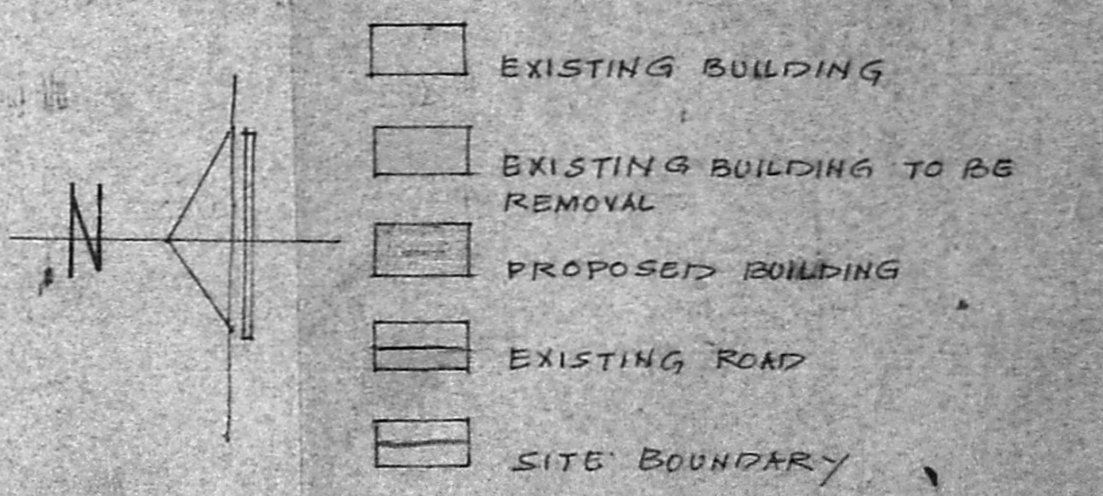 EXISTING BUILDING
EXISTING BUILDING TO BE
REMOVAL
N
PROPOSED BUILDING
EXISTING ROAD
SITE BOUNDARY